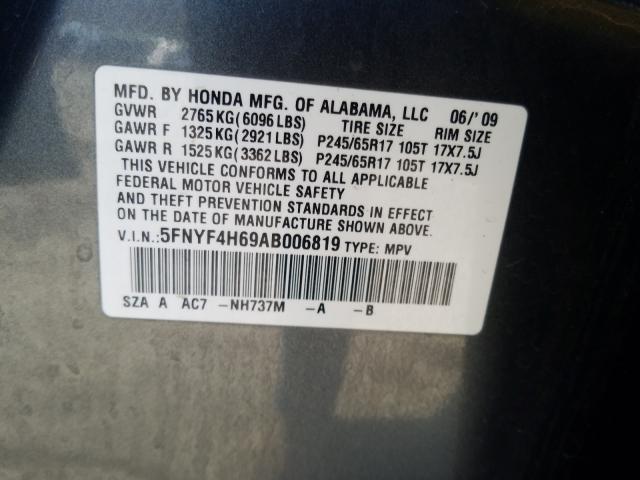 MFD. BY HONDA MFG. OF ALABAMA, LLC 06/'09
GVWR 2765KG(6096LBS) TIRE SIZE RIM SIZE
GAWR F 1325KG(2921LBS) P245/65R17 105T 17X7.5J
GAWR R 1525KG(3362LBS) P245/65R17 105T 17X7.5J
THIS VEHICLE CONFORMS TO ALL APPLICABLE
FEDERAL MOTOR VEHICLE SAFETY
AND THEFT PREVENTION STANDARDS IN EFFECT
ON THE DATE OF MANUFACTURE SHOWN ABOVE.
V.I.N.:5FNYF4H69AB006819 TYPE: MPV
SZA A AC7 -NH737M -A -B